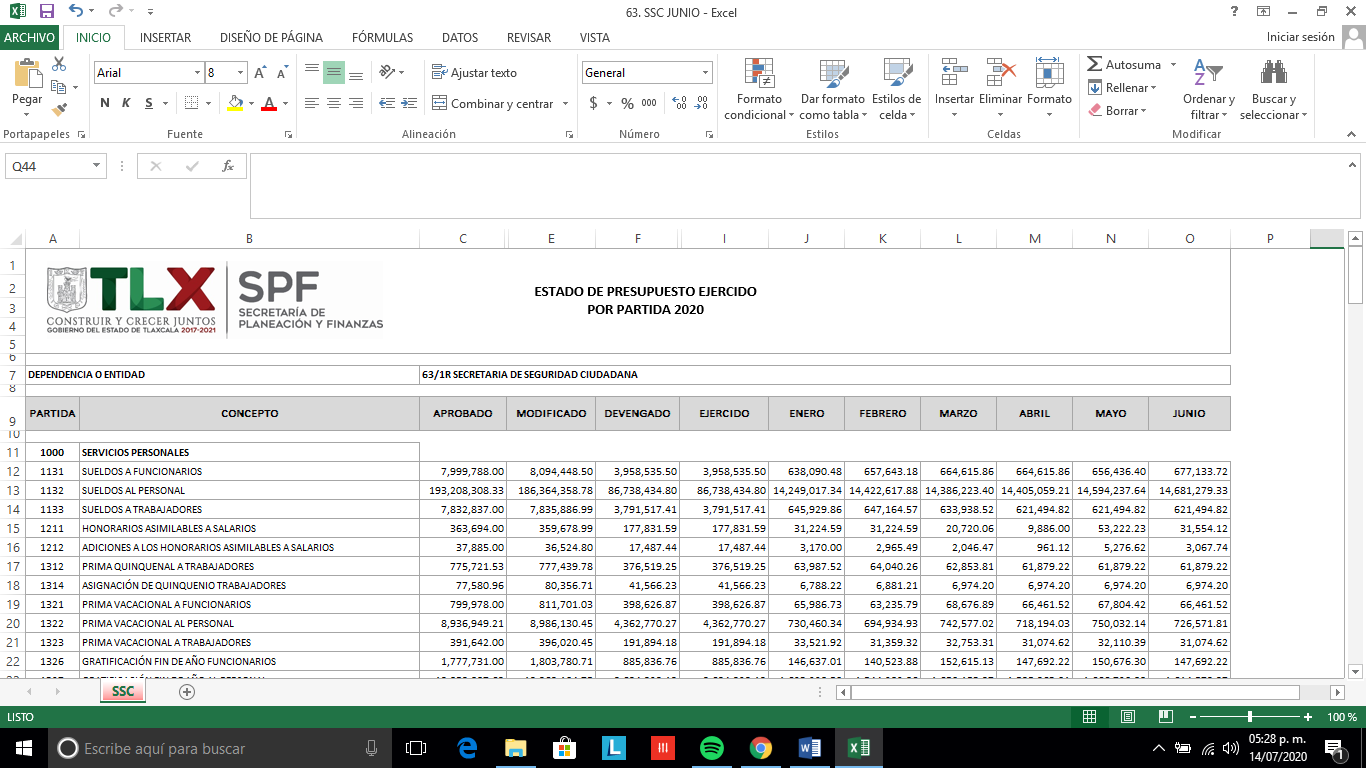 63. SSC JUNIO - Excel
ARCHIVO INICIO INSERTAR DISEÑO DE PÁGINA FÓRMULAS DATOS REVISAR VISTA Iniciar sesión
Pegar Arial 8 Ajustar texto General Formato condicional Dar formato como tabla Estilos de celda Insertar Eliminar Formato Autosuma Rellenar Borrar Ordenar y filtrar Buscar y seleccionar
N K S Combinar y centrar $ % 000
Portapapeles Fuente Alineación Número Estilos Celdas Modificar
Q44 fx
A B C E F I J K L M N O P
1
2
3
4
5
6
7
8
9
10
11
12
13
14
15
16
17
18
19
20
21
22
TLX SPF
SECRETARÍA DE
PLANEACIÓN Y FINANZAS
CONSTRUIR Y CRECER JUNTOS
GOBIERNO DEL ESTADO DE TLAXCALA 2017-2021
ESTADO DE PRESUPUESTO EJERCIDO
POR PARTIDA 2020
DEPENDENCIA O ENTIDAD 63/1R SECRETARIA DE SEGURIDAD CIUDADANA
PARTIDA CONCEPTO APROBADO MODIFICADO DEVENGADO EJERCIDO ENERO FEBRERO MARZO ABRIL MAYO JUNIO
1000 SERVICIOS PERSONALES
1131 SUELDOS A FUNCIONARIOS 7,999,788.00 8,094,448.50 3,958,535.50 3,958,535.50 638,090.48 657,643.18 664,615.86 664,615.86 656,436.40 677,133.72
1132 SUELDOS AL PERSONAL 193,208,308.33 186,364,358.78 86,738,434.80 86,738,434.80 14,249,017.34 14,422,617.88 14,386,223.40 14,405,059.21 14,594,237.64 14,681,279.33
1133 SUELDOS A TRABAJADORES 7,832,837.00 7,835,886.99 3,791,517.41 3,791,517.41 645,929.86 647,164.57 633,938.52 621,494.82 621,494.82 621,494.82
1211 HONORARIOS ASIMILABLES A SALARIOS 363,694.00 359,678.99 177,831.59 177,831.59 31,224.59 31,224.59 20,720.06 9,886.00 53,222.23 31,554.12
1212 ADICIONES A LOS HONORARIOS ASIMILABLES A SALARIOS 37,885.00 36,524.80 17,487.44 17,487.44 3,170.00 2,965.49 2,046.47 961.12 5,276.62 3,067.74
1312 PRIMA QUINQUENAL A TRABAJADORES 775,721.53 777,439.78 376,519.25 376,519.25 63,987.52 64,040.26 62,853.81 61,879.22 61,879.22 61,879.22
1314 ASIGNACIÓN DE QUINQUENIO TRABAJADORES 77,580.96 80,356.71 41,566.23 41,566.23 6,788.22 6,881.21 6,974.20 6,974.20 6,974.20 6,974.20
1321 PRIMA VACACIONAL A FUNCIONARIOS 799,978.00 811,701.03 398,626.87 398,626.87 65,986.73 63,235.79 68,676.89 66,461.52 67,804.42 66,461.52
1322 PRIMA VACACIONAL AL PERSONAL 8,936,949.21 8,986,130.45 4,362,770.27 4,362,770.27 730,460.34 694,934.93 742,577.02 718,194.03 750,032.14 726,571.81
1323 PRIMA VACACIONAL A TRABAJADORES 391,642.00 396,020.45 191,894.18 191,894.18 33,521.92 31,359.32 32,753.31 31,074.62 32,110.39 31,074.62
1326 GRATIFICACIÓN FIN DE AÑO FUNCIONARIOS 1,777,731.00 1,803,780.71 885,836.76 885,836.76 146,637.01 140,523.88 152,615.13 147,692.22 150,676.30 147,692.22
SSC
LISTO 100 %
Escribe aquí para buscar
05:28 p. m.
14/07/2020
1